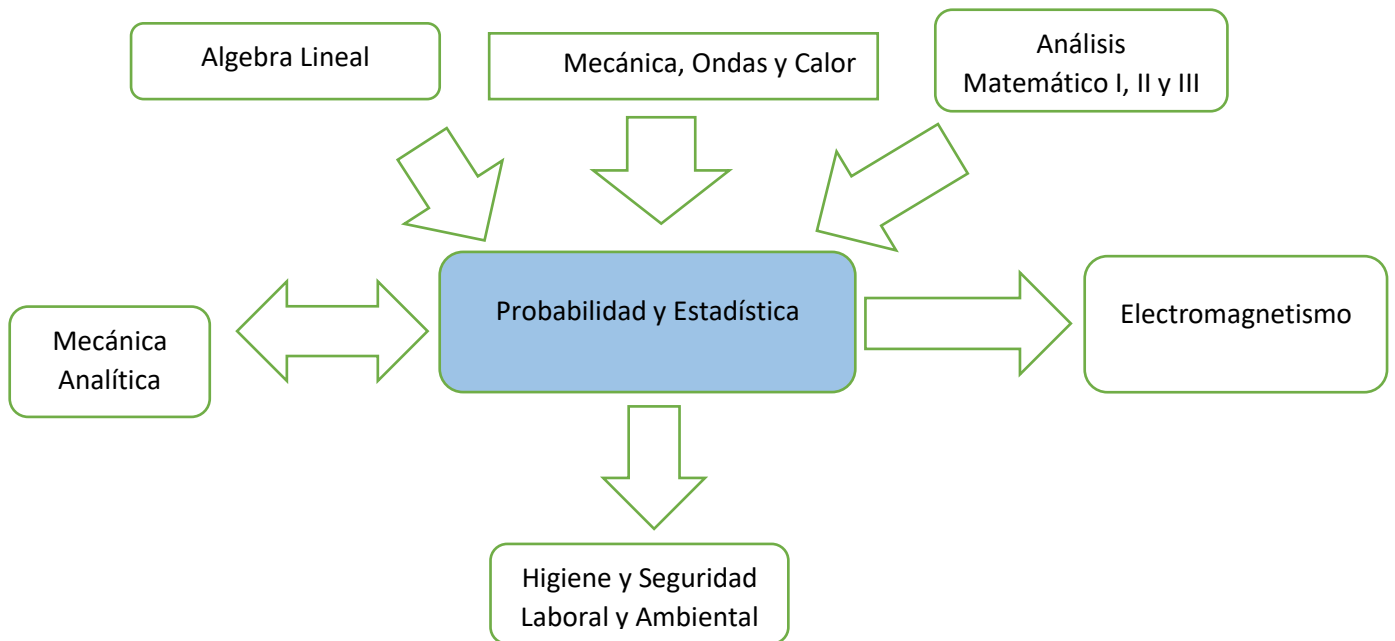 Algebra Lineal
Mecánica, Ondas y Calor
Análisis
Matemático I, II y III
Probabilidad y Estadística
Electromagnetismo
Mecánica
Analítica
Higiene y Seguridad
Laboral y Ambiental